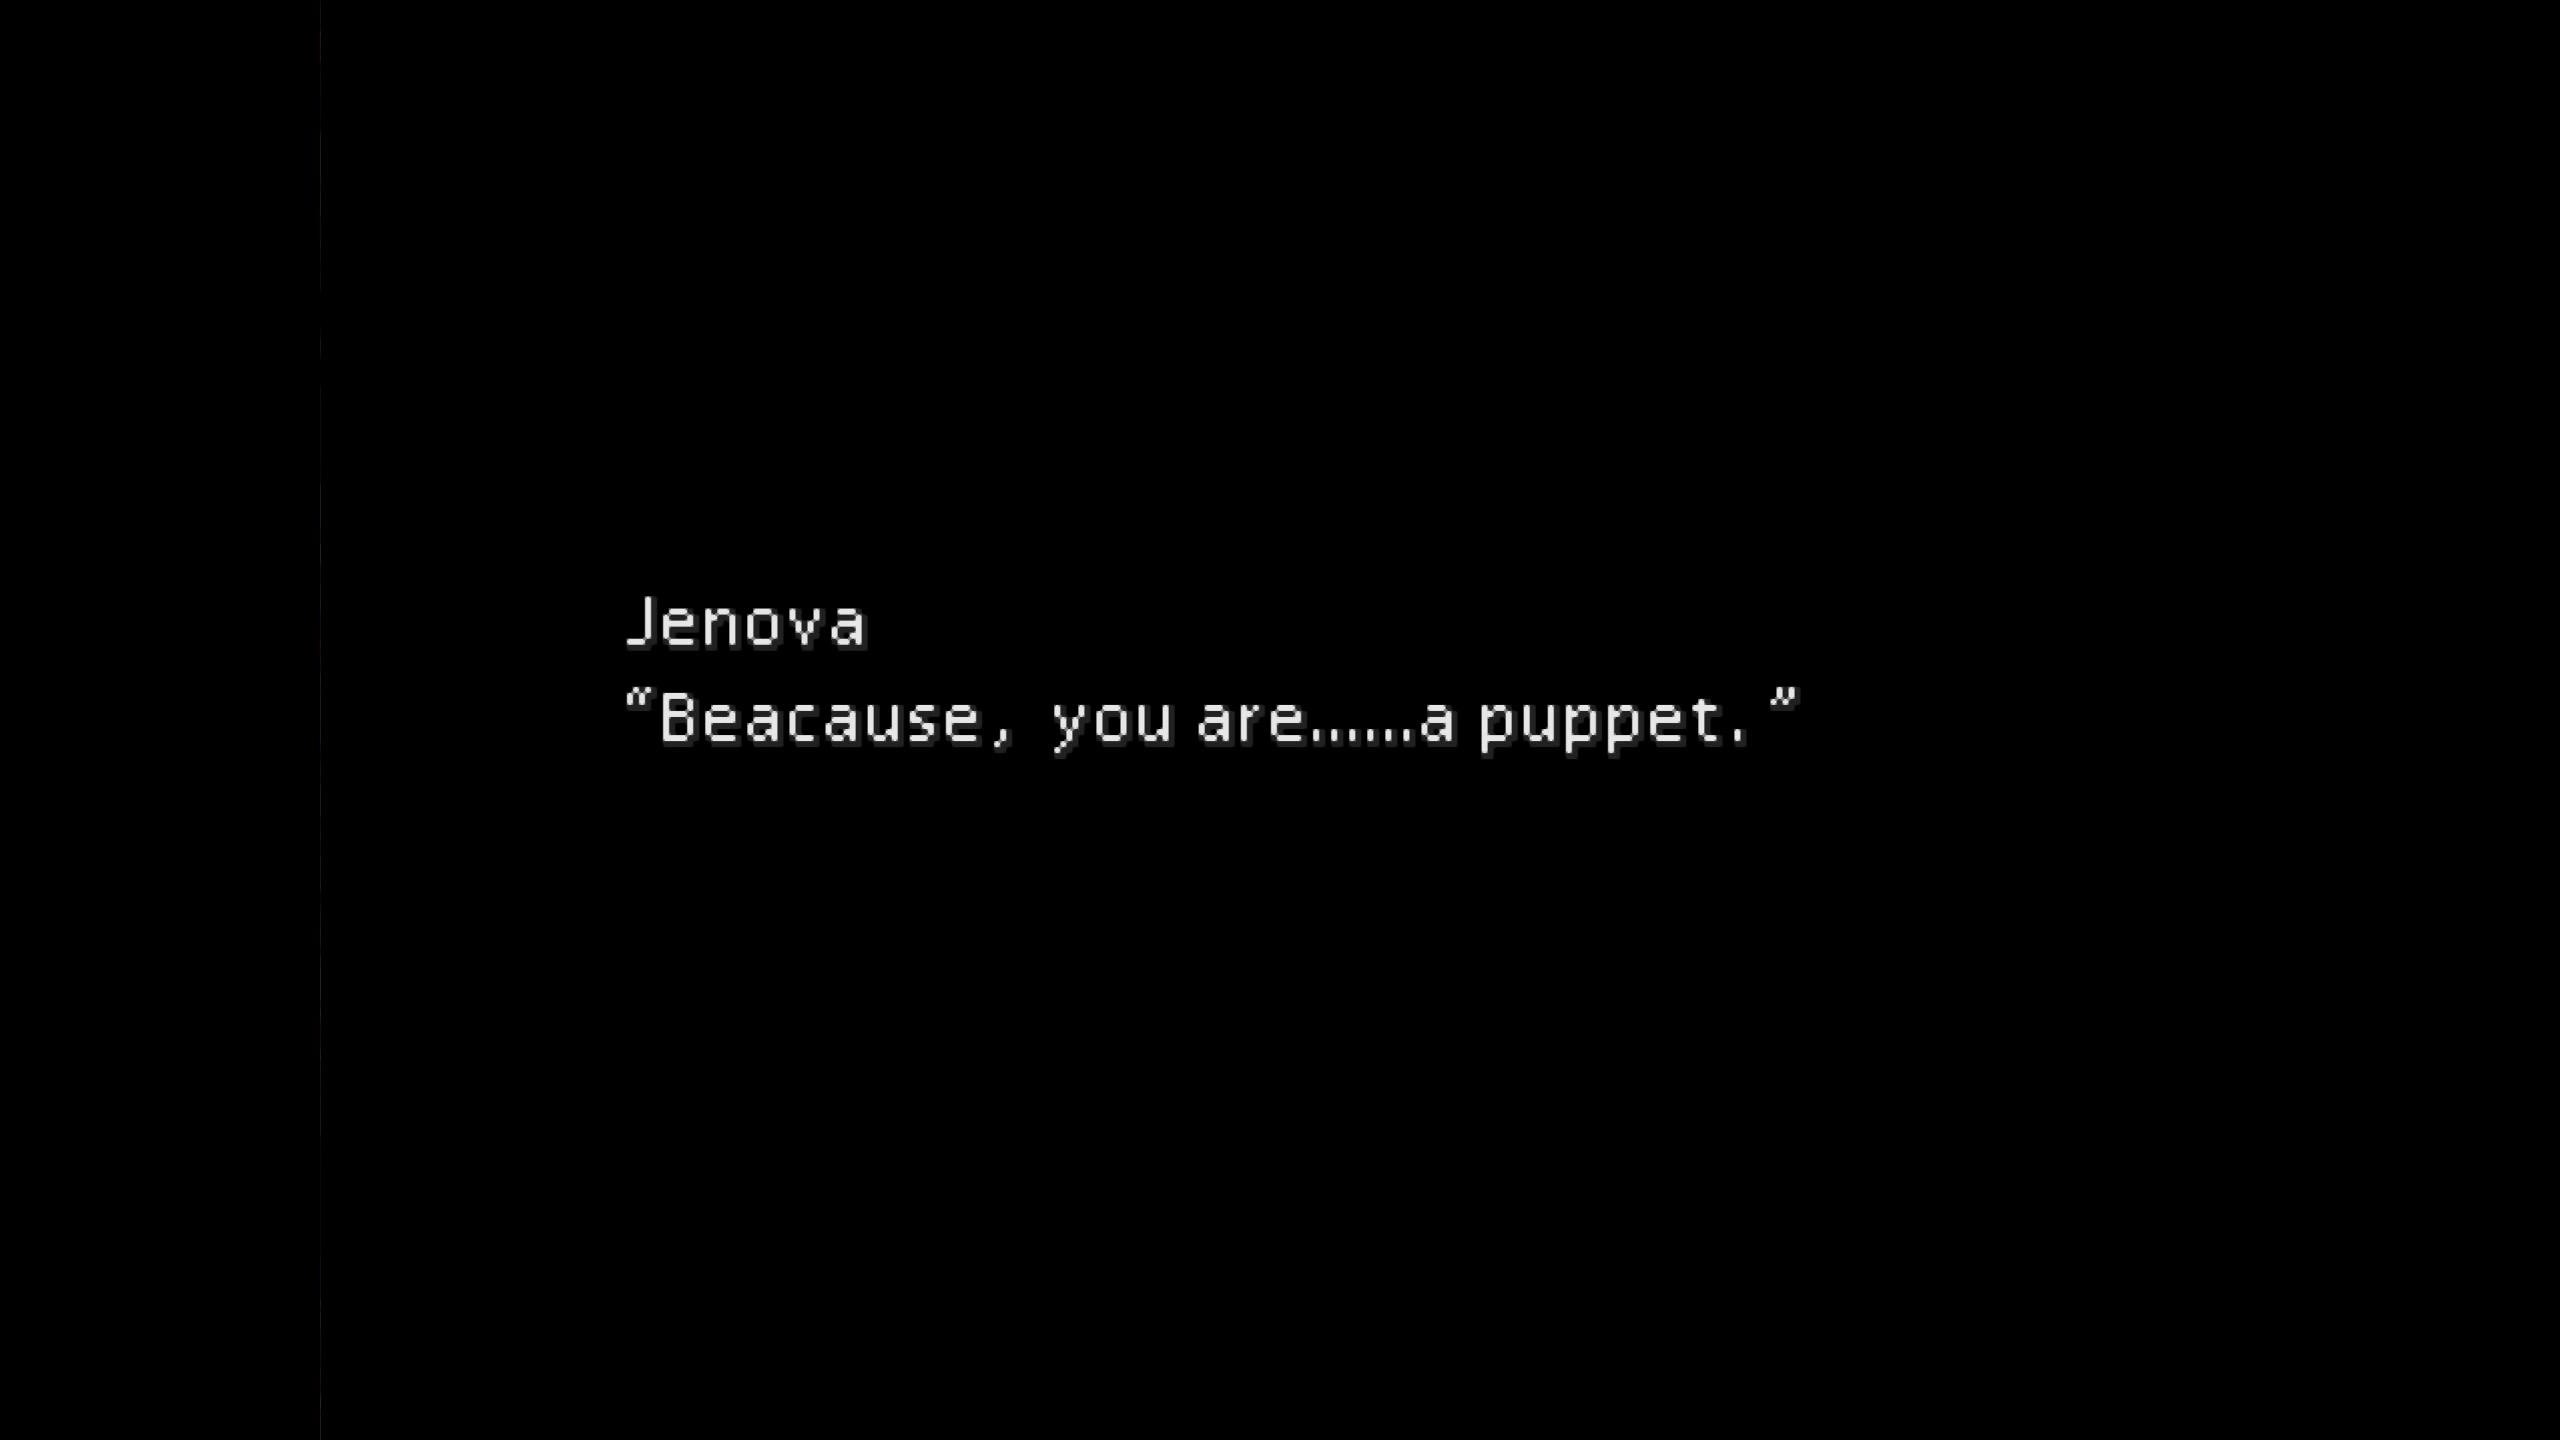 Jenova
“Beacause, you are......a puppet.”